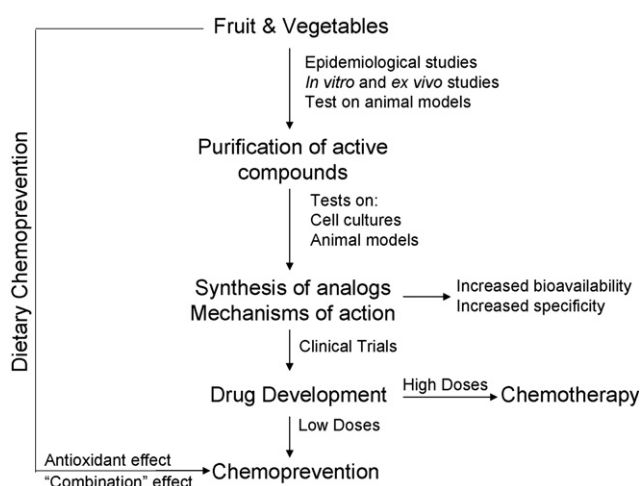 Fruit & Vegetables
Epidemiological studies
In vitro and ex vivo studies
Test on animal models
Purification of active
compounds
Tests on:
Cell cultures
Animal models
Dietary Chemoprevention
Synthesis of analogs
Mechanisms of action
Increased bioavailability
Increased specificity
Clinical Trials
Drug Development
High Doses
Chemotherapy
Low Doses
Antioxidant effect
"Combination" effect
Chemoprevention